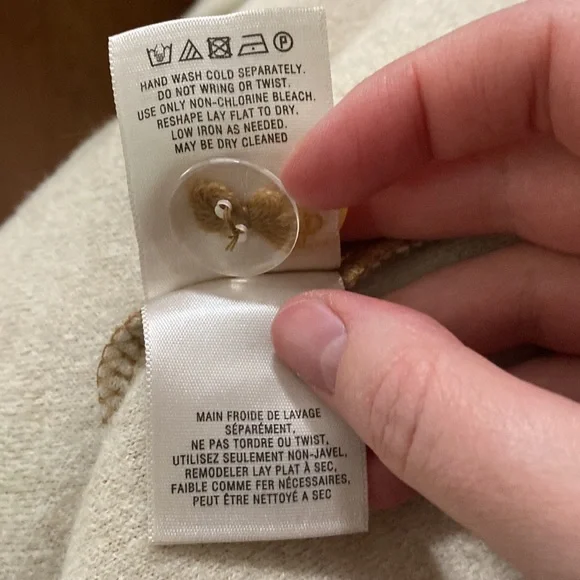 P
HAND WASH COLD SEPARATELY.
DO NOT WRING OR TWIST.
USE ONLY NON-CHLORINE BLEACH.
RESHAPE LAY FLAT TO DRY.
LOW IRON AS NEEDED.
MAY BE DRY CLEANED
MAIN FROIDE DE LAVAGE
SÉPARÉMENT,
NE PAS TORDRE OU TWIST,
UTILISEZ SEULEMENT NON-JAVEL,
REMODELER LAY PLAT À SEC,
FAIBLE COMME FER NÉCESSAIRES,
PEUT ÊTRE NETTOYÉ A SEC